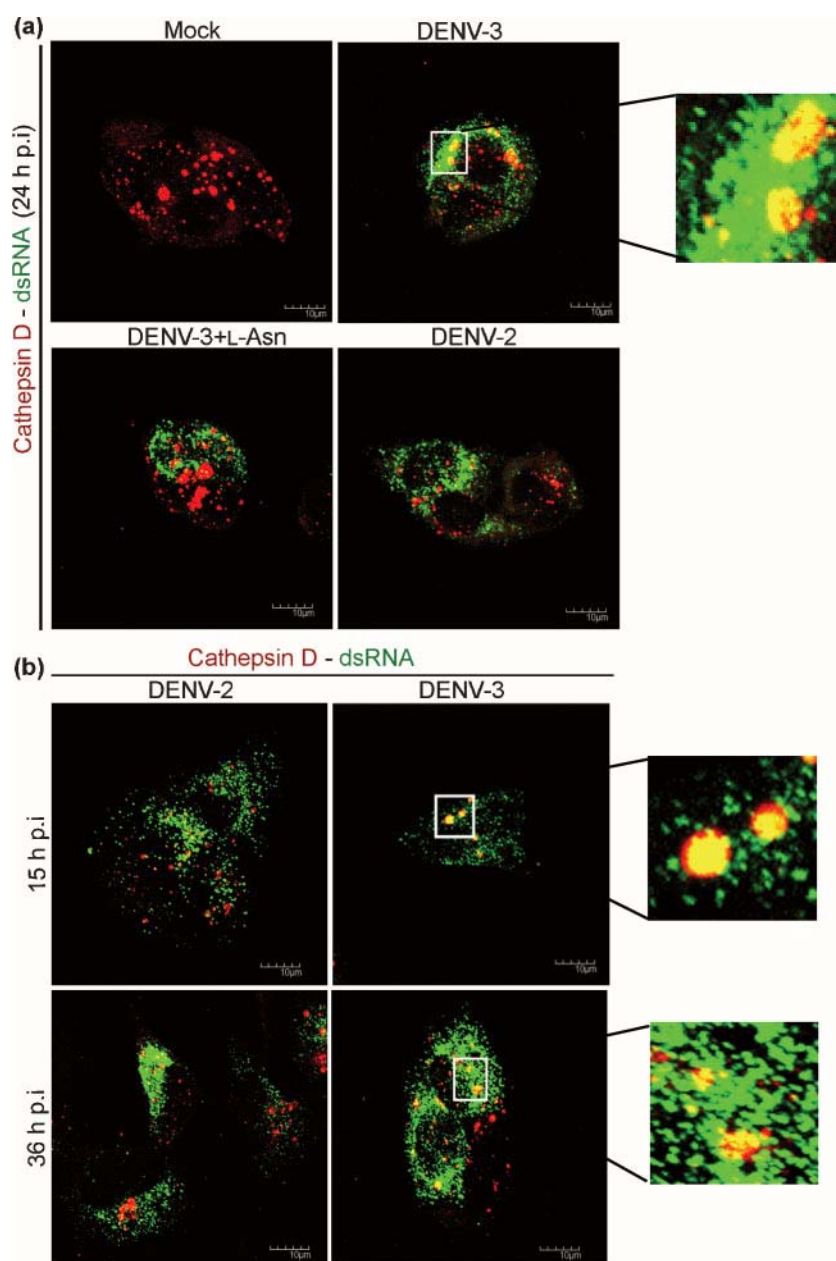 (a)
Mock
DENV-3
Cathepsin D - dsRNA (24 h p.i)
10µm
10µm
DENV-3+L-Asn
DENV-2
10µm
10µm
(b)
Cathepsin D - dsRNA
DENV-2
DENV-3
15 h p.i
10µm
10µm
36 h p.i
10µm
10µm